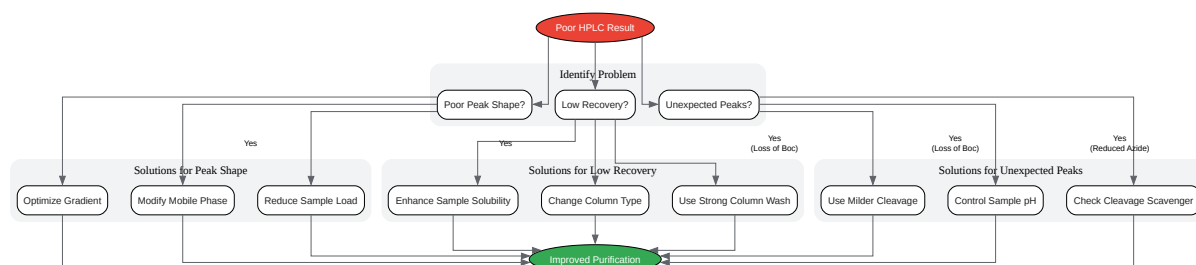 Poor HPLC Result
Identify Problem
Poor Peak Shape?
Low Recovery?
Unexpected Peaks?
Yes
Yes
Yes
(Loss of Boc)
Yes
(Loss of Boc)
Yes
(Reduced Azide)
Solutions for Peak Shape
Solutions for Low Recovery
Solutions for Unexpected Peaks
Optimize Gradient
Modify Mobile Phase
Reduce Sample Load
Enhance Sample Solubility
Change Column Type
Use Strong Column Wash
Use Milder Cleavage
Control Sample pH
Check Cleavage Scavenger
Improved Purification